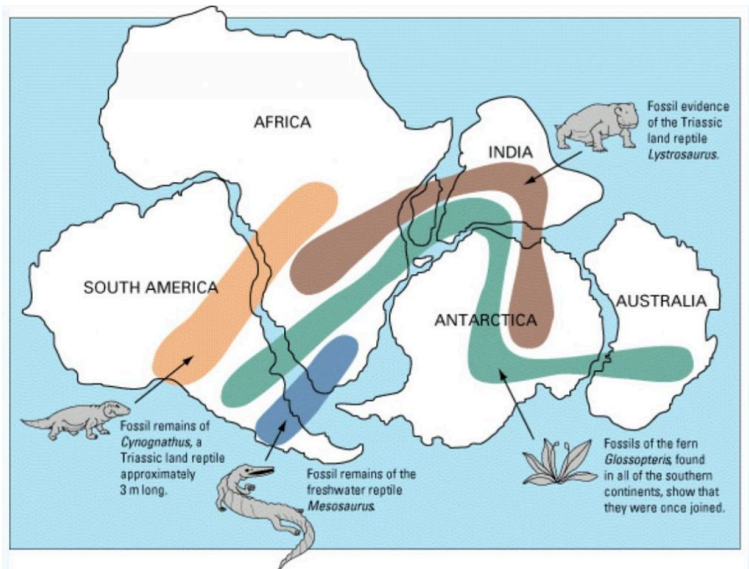 AFRICA
INDIA
Fossil evidence
of the Triassic
land reptile
Lystrosaurus.
SOUTH AMERICA
ANTARCTICA
AUSTRALIA
Fossil remains of
Cynognathus, a
Triassic land reptile
approximately
3 m long.
Fossil remains of the
freshwater reptile
Mesosaurus.
Fossils of the fern
Glossopteris, found
in all of the southern
continents, show that
they were once joined.